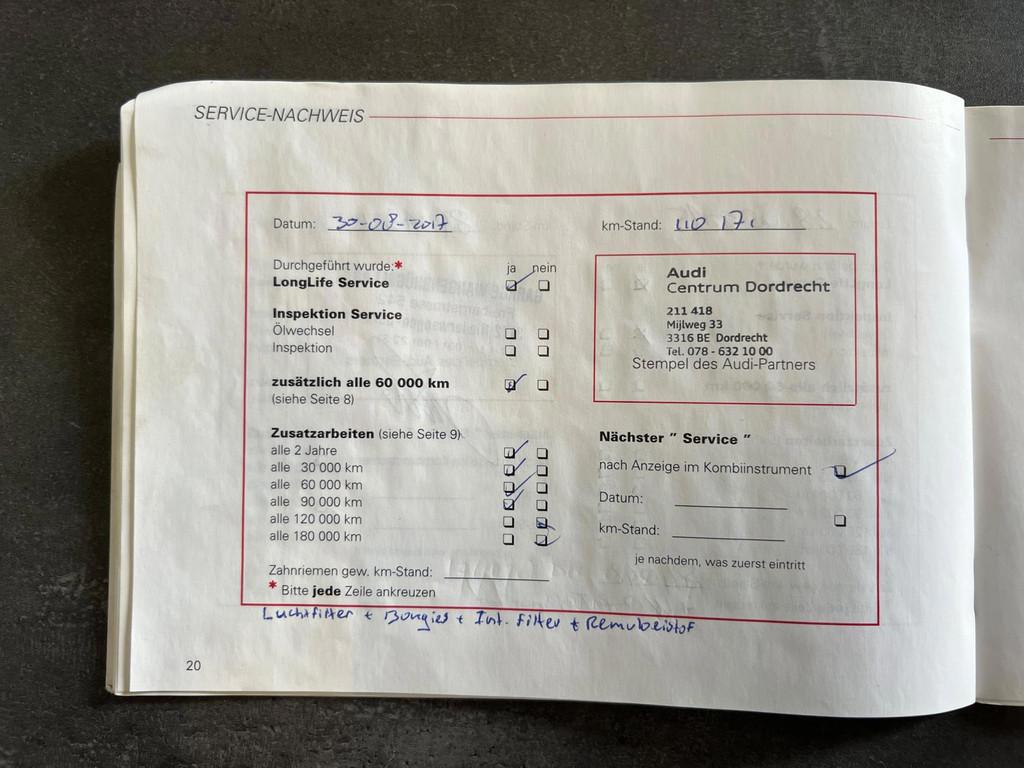 SERVICE-NACHWEIS
Datum: 30-08-2017
km-Stand: 110 171
Durchgeführt wurde:* ja nein
LongLife Service
Inspektion Service
Ölwechsel
Inspektion
zusätzlich alle 60 000 km
(siehe Seite 8)
Zusatzarbeiten (siehe Seite 9)
alle 2 Jahre
alle 30 000 km
alle 60 000 km
alle 90 000 km
alle 120 000 km
alle 180 000 km
Zahnriemen gew. km-Stand:
* Bitte jede Zeile ankreuzen
Audi
Centrum Dordrecht
211 418
Mijlweg 33
3316 BE Dordrecht
Tel. 078 - 632 10 00
Stempel des Audi-Partners
Nächster " Service "
nach Anzeige im Kombiinstrument
Datum:
km-Stand:
je nachdem, was zuerst eintritt
Luchtfilter + Bougies + Int. filter + Remvloeistof
20